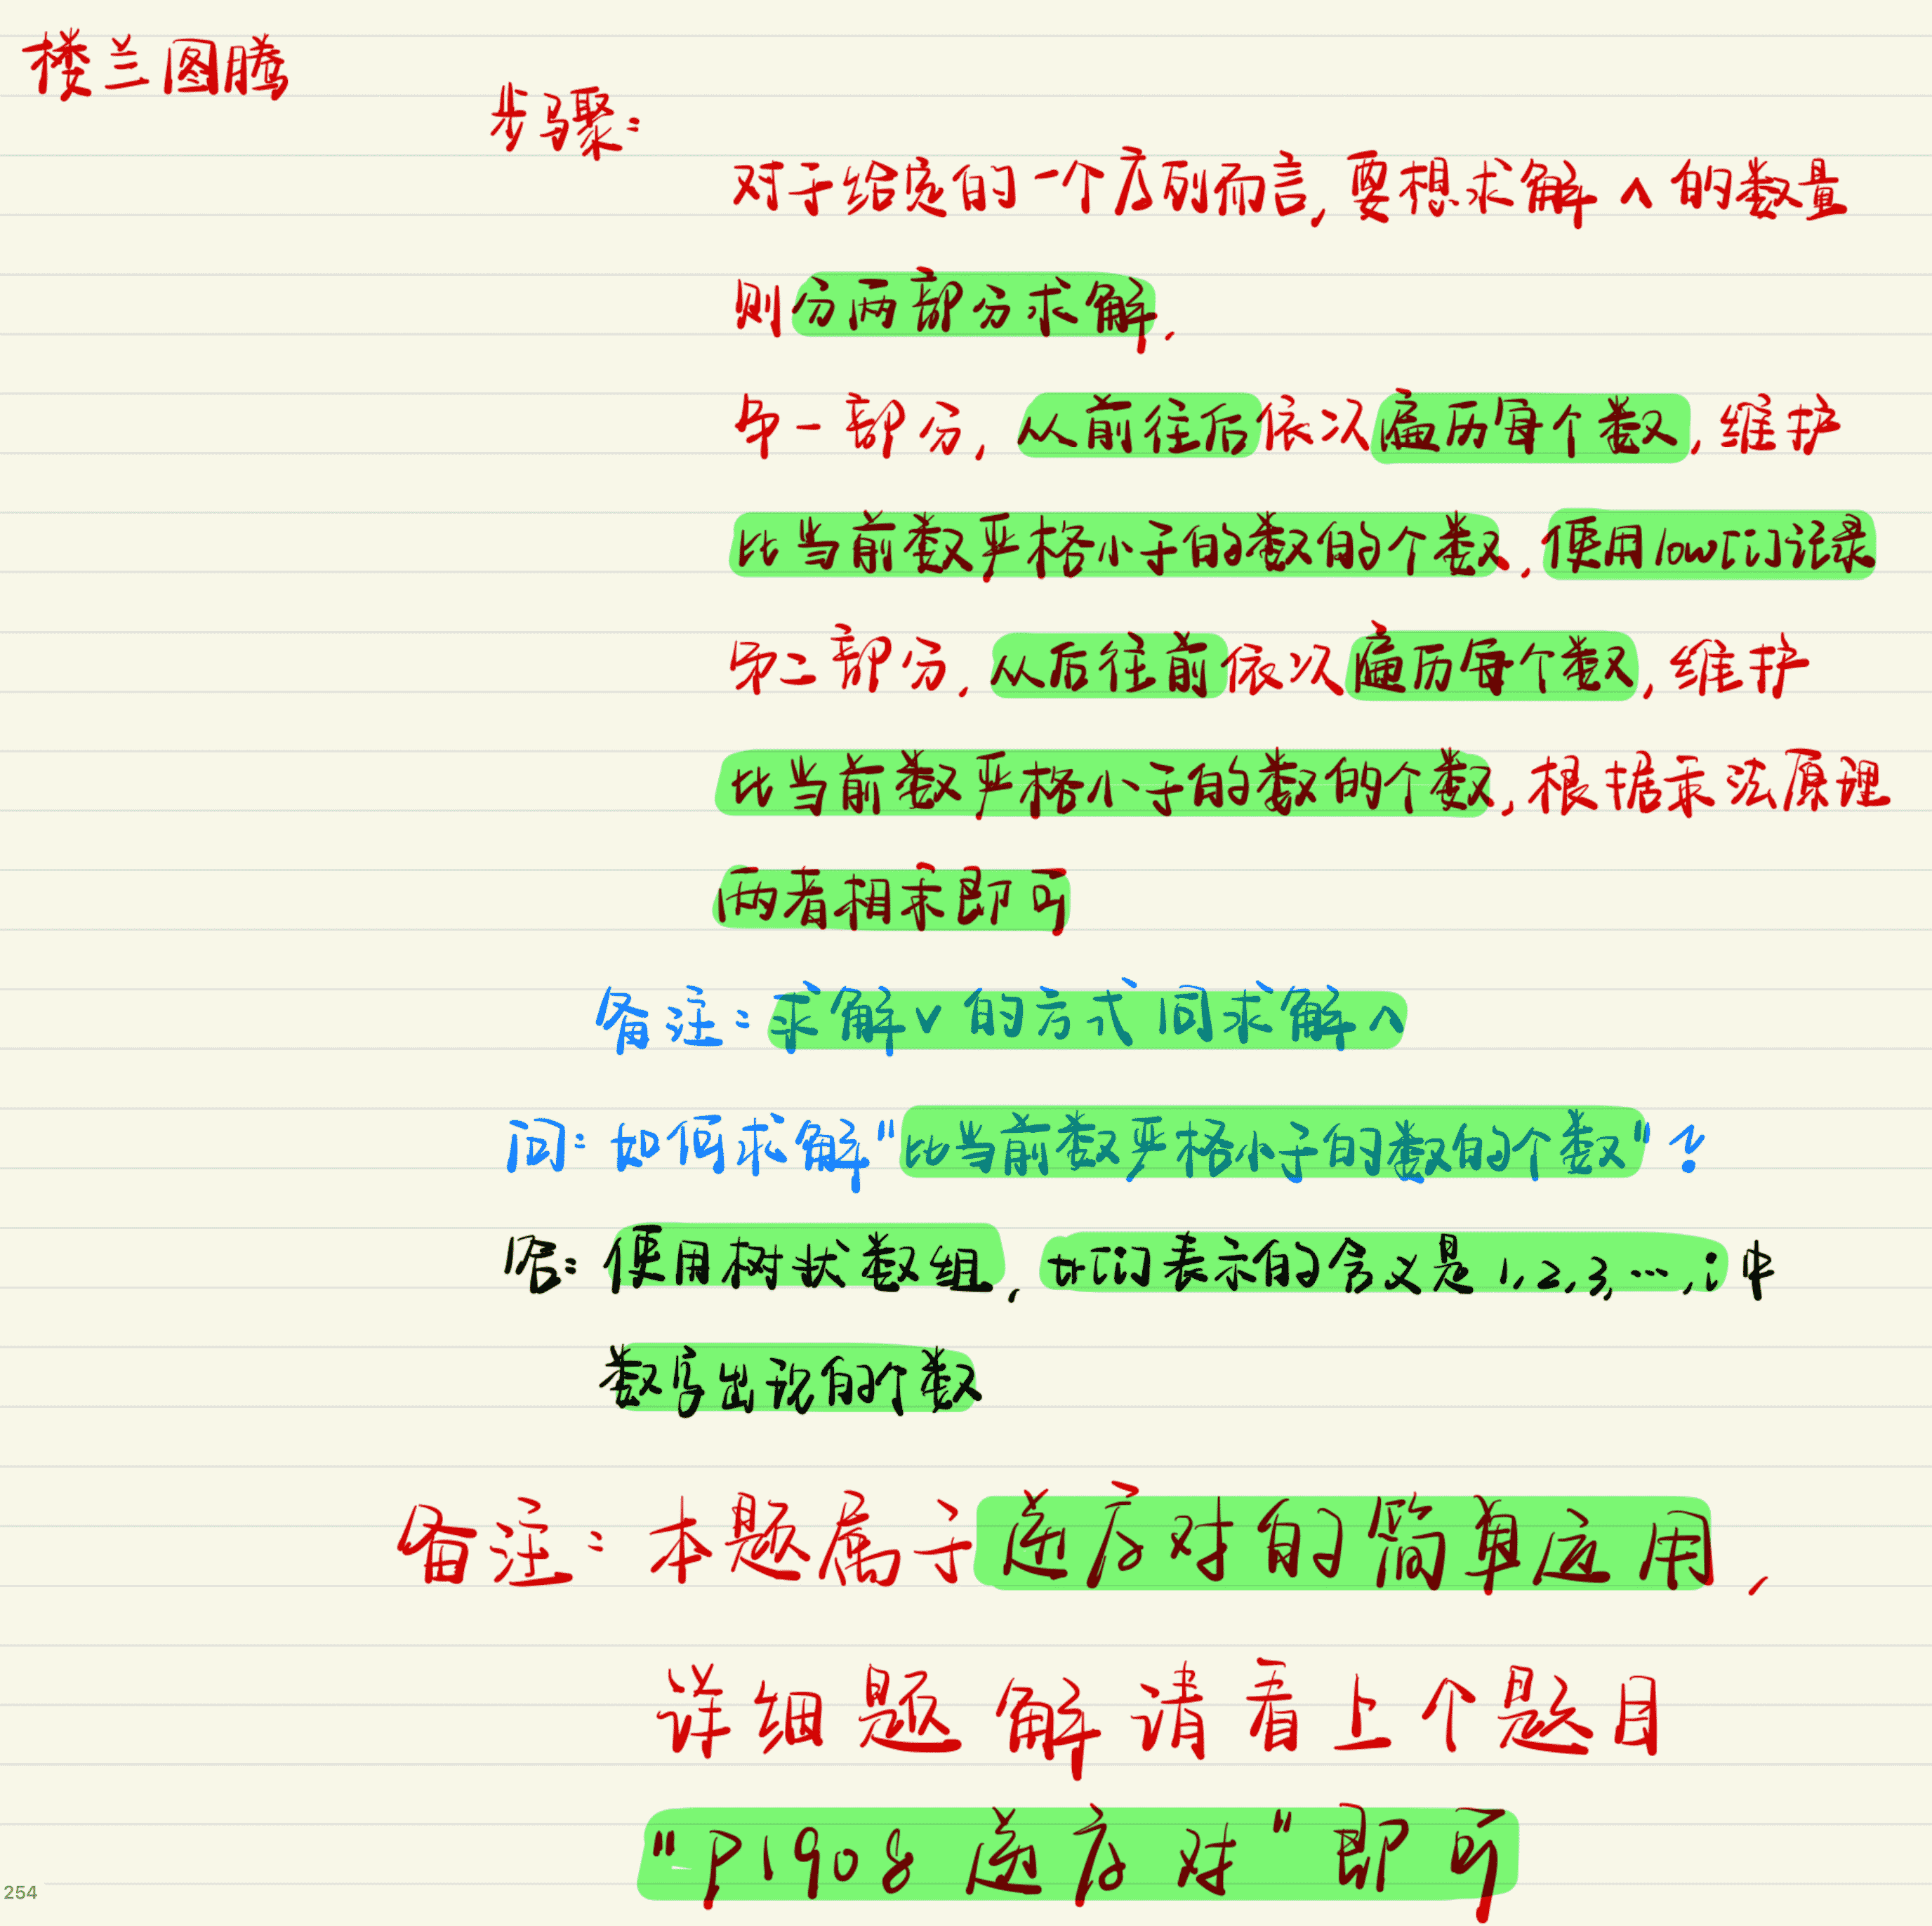 楼兰图腾
步骤:
对于给定的一个序列而言,要想求解∧的数量
则分两部分求解,
第一部分,从前往后依次遍历每个数,维护
比当前数严格小于的数的个数,使用low[i]记录
第二部分,从后往前依次遍历每个数,维护
比当前数严格小于的数的个数,根据乘法原理
两者相乘即可
备注:求解∨的方式同求解∧
问:如何求解"比当前数严格小于的数的个数"?
答:使用树状数组,tr[i]表示的含义是1,2,3,…,i中
数字出现的个数
备注:本题属于逆序对的简单应用,
详细题解请看上个题目
"P1908逆序对"即可
254